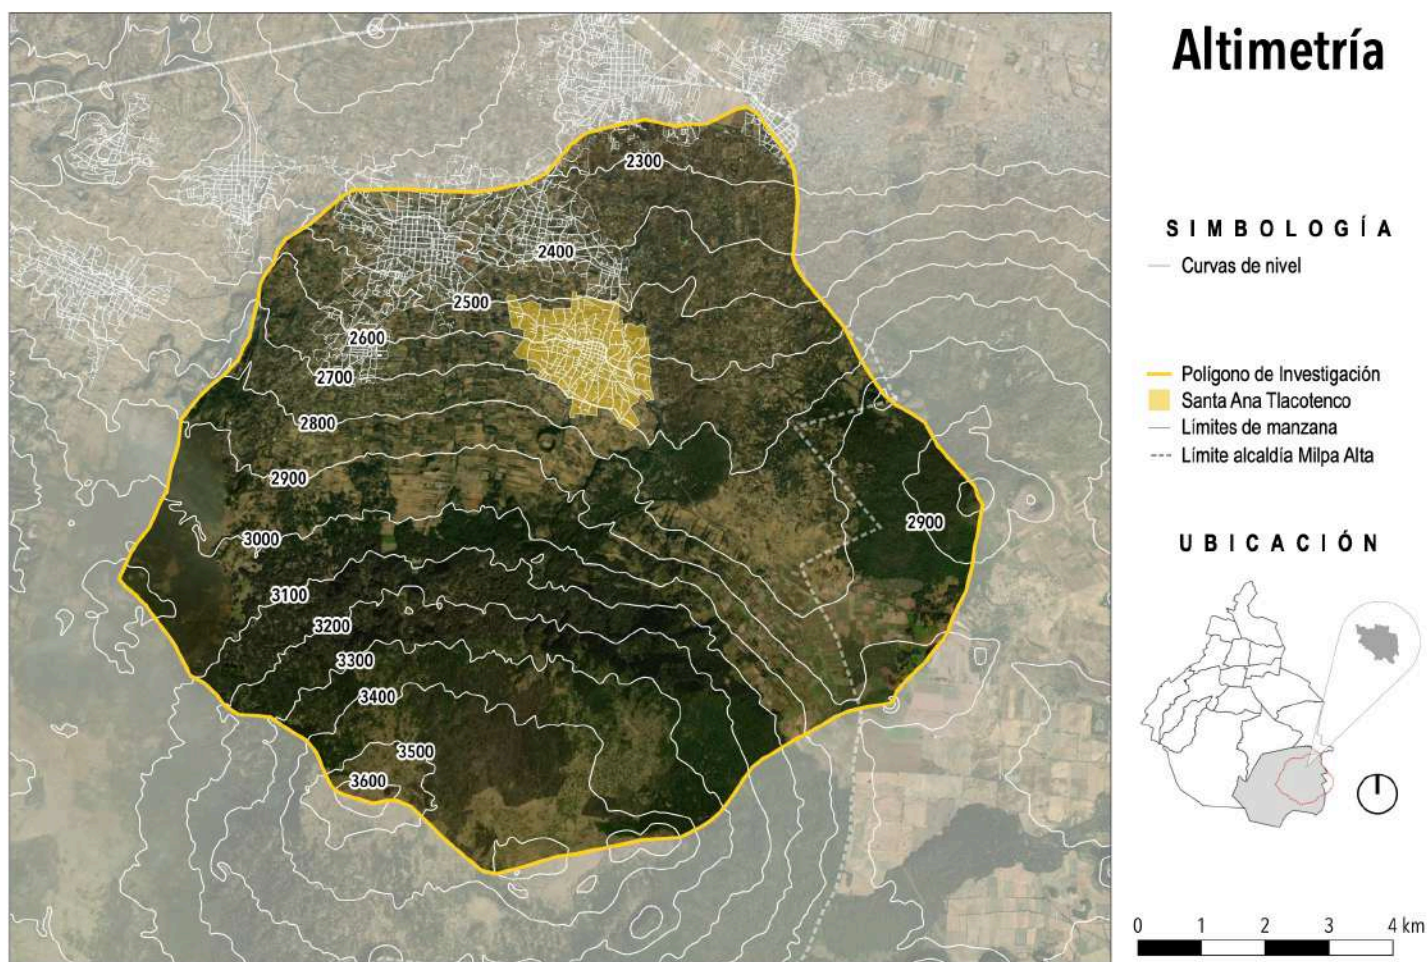 Altimetría
2300
2400
2500
2600
2700
2800
2900
2900
3000
3100
3200
3300
3400
3500
3600
SIMBOLOGÍA
Curvas de nivel
Polígono de Investigación
Santa Ana Tlacotenco
Límites de manzana
Límite alcaldía Milpa Alta
UBICACIÓN
0 1 2 3 4 km